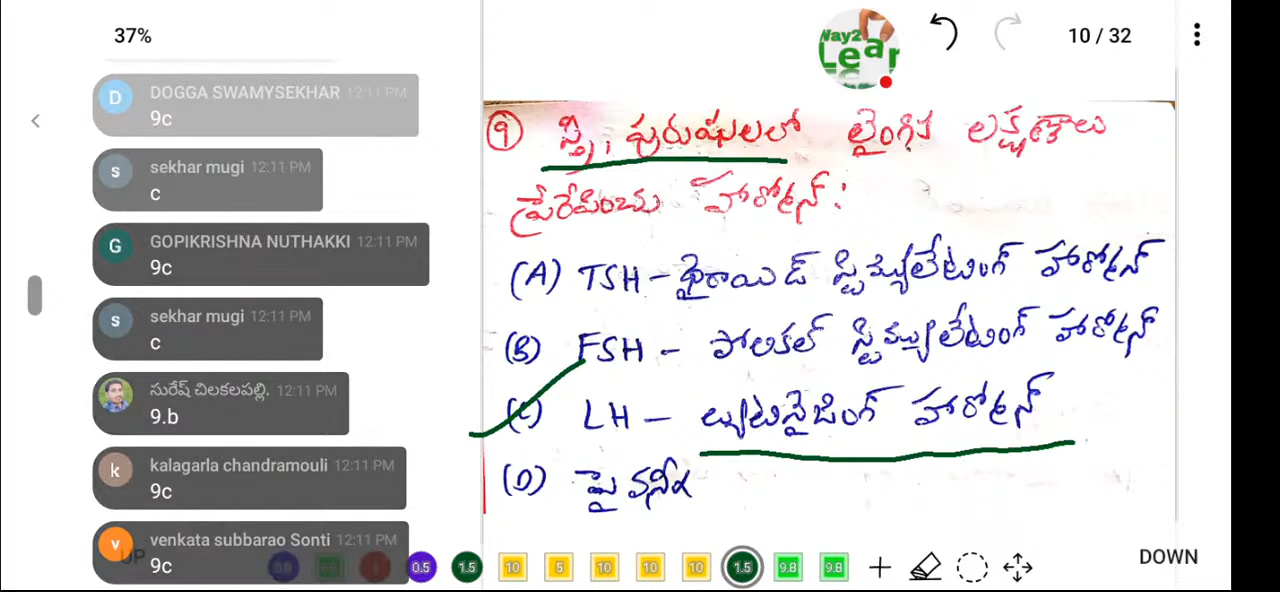 37%
DOGGA SWAMYSEKHAR 12:11 PM
9c
sekhar mugi 12:11 PM
c
GOPIKRISHNA NUTHAKKI 12:11 PM
9c
sekhar mugi 12:11 PM
c
సురేష్ చిలకలపల్లి. 12:11 PM
9.b
kalagarla chandramouli 12:11 PM
9c
venkata subbarao Sonti 12:11 PM
9c
UP
Way2
Lear
10 / 32
9 స్త్రీ, పురుషులలో లైంగిక లక్షణాలు
ప్రేరేపించు హార్మోన్:
(A) TSH - థైరాయిడ్ స్టిమ్యులేటింగ్ హార్మోన్
(B) FSH - పోలికల్ స్టిమ్యులేటింగ్ హార్మోన్
(C) LH - ల్యుటినైజింగ్ హార్మోన్
(D) పైవన్నీ
0.5 1.5 10 5 10 10 10 1.5 9.8 9.8
DOWN